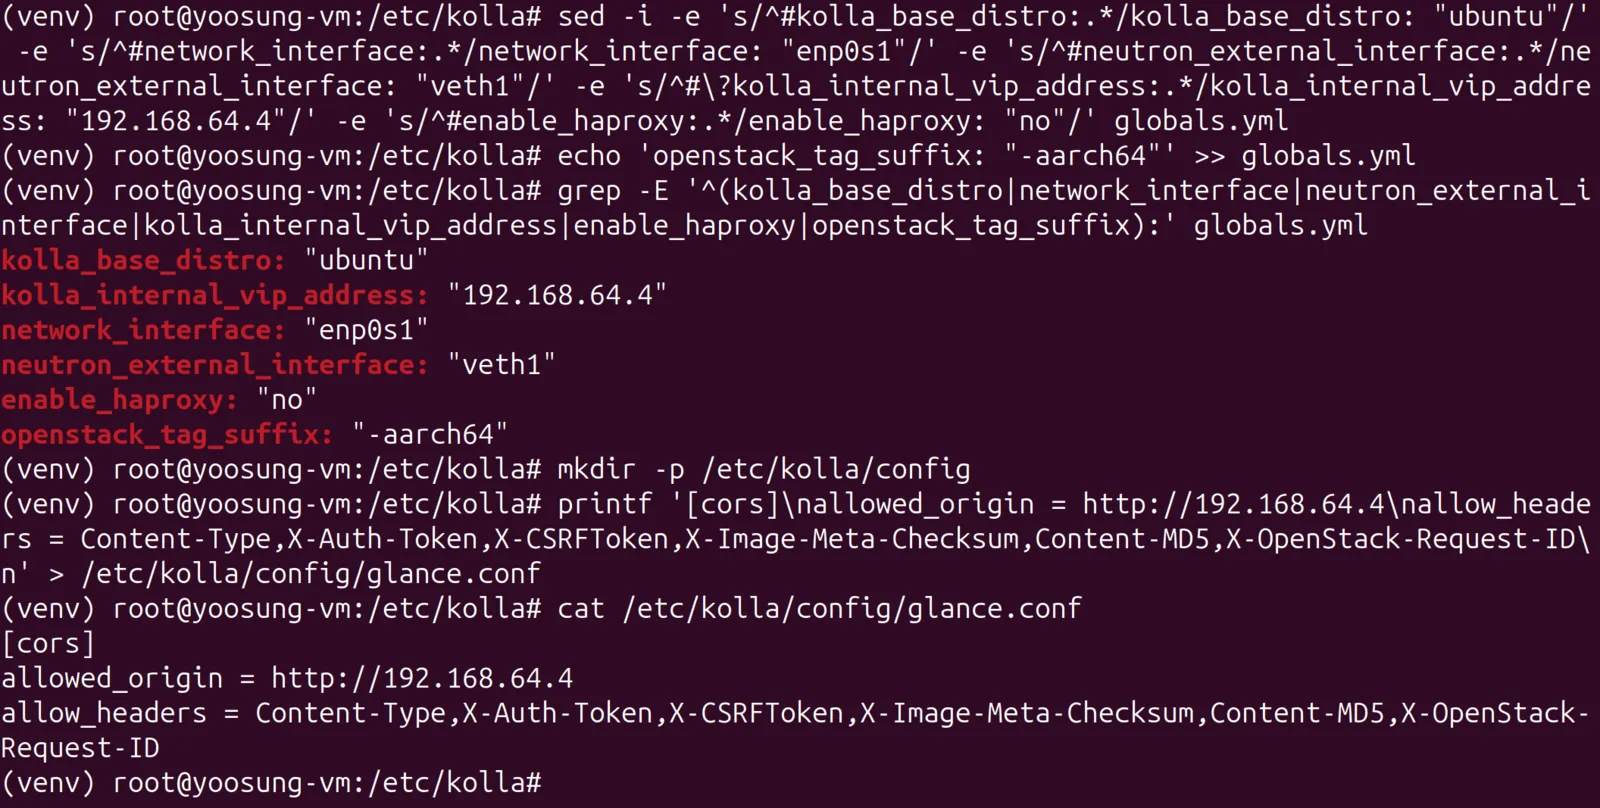 (venv) root@yoosung-vm:/etc/kolla# sed -i -e 's/^#kolla_base_distro:.*/kolla_base_distro: "ubuntu"/'
 -e 's/^#network_interface:.*/network_interface: "enp0s1"/' -e 's/^#neutron_external_interface:.*/ne
utron_external_interface: "veth1"/' -e 's/^#\?kolla_internal_vip_address:.*/kolla_internal_vip_addre
ss: "192.168.64.4"/' -e 's/^#enable_haproxy:.*/enable_haproxy: "no"/' globals.yml
(venv) root@yoosung-vm:/etc/kolla# echo 'openstack_tag_suffix: "-aarch64"' >> globals.yml
(venv) root@yoosung-vm:/etc/kolla# grep -E '^(kolla_base_distro|network_interface|neutron_external_i
nterface|kolla_internal_vip_address|enable_haproxy|openstack_tag_suffix):' globals.yml
kolla_base_distro: "ubuntu"
kolla_internal_vip_address: "192.168.64.4"
network_interface: "enp0s1"
neutron_external_interface: "veth1"
enable_haproxy: "no"
openstack_tag_suffix: "-aarch64"
(venv) root@yoosung-vm:/etc/kolla# mkdir -p /etc/kolla/config
(venv) root@yoosung-vm:/etc/kolla# printf '[cors]\nallowed_origin = http://192.168.64.4\nallow_heade
rs = Content-Type,X-Auth-Token,X-CSRFToken,X-Image-Meta-Checksum,Content-MD5,X-OpenStack-Request-ID\
n' > /etc/kolla/config/glance.conf
(venv) root@yoosung-vm:/etc/kolla# cat /etc/kolla/config/glance.conf
[cors]
allowed_origin = http://192.168.64.4
allow_headers = Content-Type,X-Auth-Token,X-CSRFToken,X-Image-Meta-Checksum,Content-MD5,X-OpenStack-
Request-ID
(venv) root@yoosung-vm:/etc/kolla#